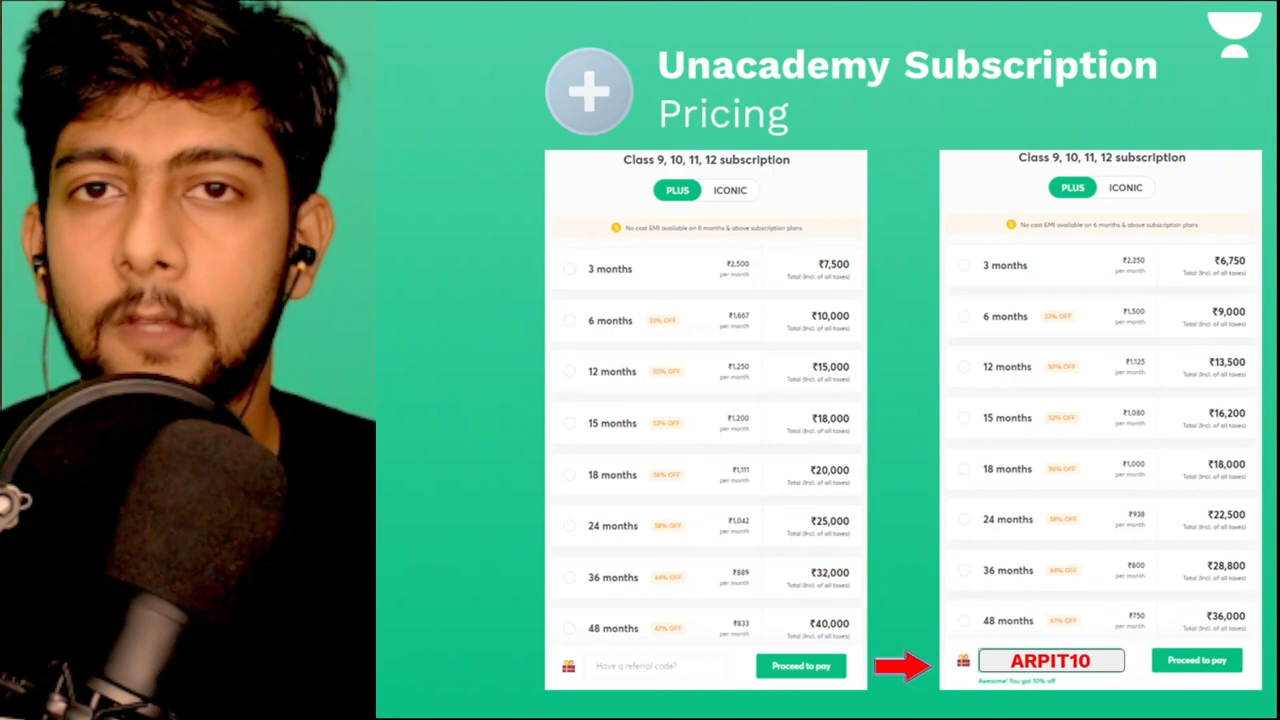 Unacademy Subscription
Pricing
Class 9, 10, 11, 12 subscription
PLUS ICONIC
No cost EMI available on 6 months & above subscription plans
3 months ₹2,500 per month ₹7,500 Total (Incl. of all taxes)
6 months 33% OFF ₹1,667 per month ₹10,000 Total (Incl. of all taxes)
12 months 50% OFF ₹1,250 per month ₹15,000 Total (Incl. of all taxes)
15 months 52% OFF ₹1,200 per month ₹18,000 Total (Incl. of all taxes)
18 months 56% OFF ₹1,111 per month ₹20,000 Total (Incl. of all taxes)
24 months 58% OFF ₹1,042 per month ₹25,000 Total (Incl. of all taxes)
36 months 64% OFF ₹889 per month ₹32,000 Total (Incl. of all taxes)
48 months 67% OFF ₹833 per month ₹40,000 Total (Incl. of all taxes)
Have a referral code? Proceed to pay
Class 9, 10, 11, 12 subscription
PLUS ICONIC
No cost EMI available on 6 months & above subscription plans
3 months ₹2,250 per month ₹6,750 Total (Incl. of all taxes)
6 months 33% OFF ₹1,500 per month ₹9,000 Total (Incl. of all taxes)
12 months 50% OFF ₹1,125 per month ₹13,500 Total (Incl. of all taxes)
15 months 52% OFF ₹1,080 per month ₹16,200 Total (Incl. of all taxes)
18 months 56% OFF ₹1,000 per month ₹18,000 Total (Incl. of all taxes)
24 months 58% OFF ₹938 per month ₹22,500 Total (Incl. of all taxes)
36 months 64% OFF ₹800 per month ₹28,800 Total (Incl. of all taxes)
48 months 67% OFF ₹750 per month ₹36,000 Total (Incl. of all taxes)
ARPIT10 Proceed to pay
Awesome! You got 10% off